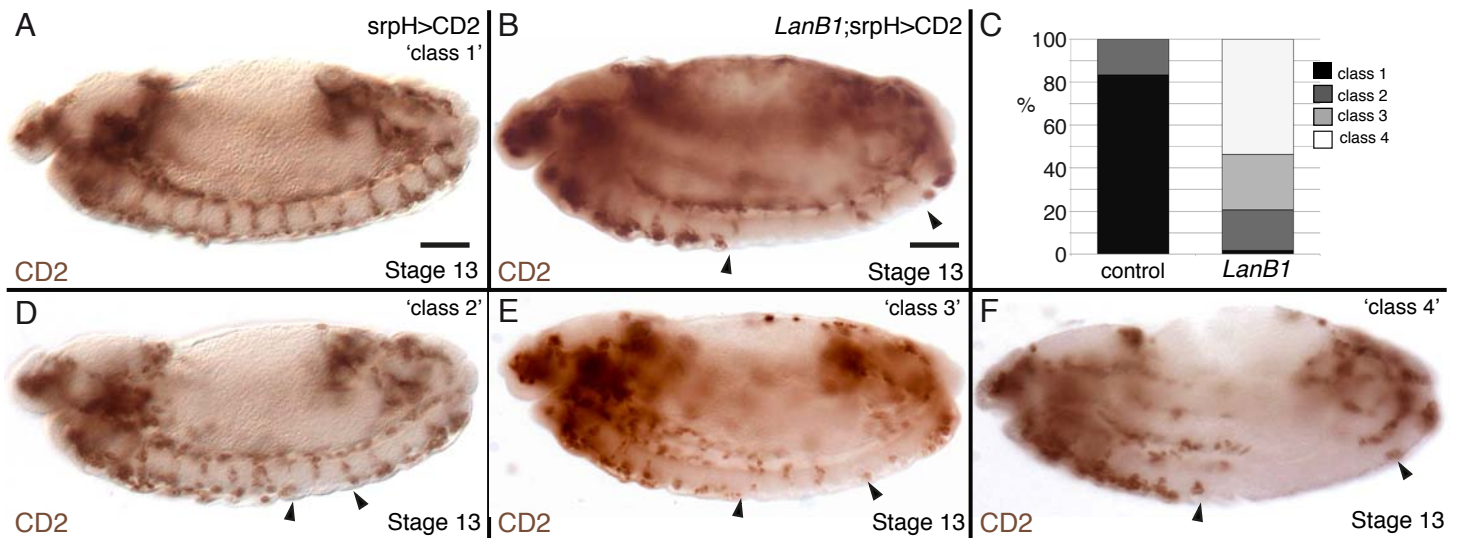 A
srpH>CD2
'class 1'
CD2
Stage 13
B
LanB1;srpH>CD2
CD2
Stage 13
C
100
80
%
60
40
20
0
control
LanB1
class 1
class 2
class 3
class 4
D
'class 2'
CD2
Stage 13
E
'class 3'
CD2
Stage 13
F
'class 4'
CD2
Stage 13